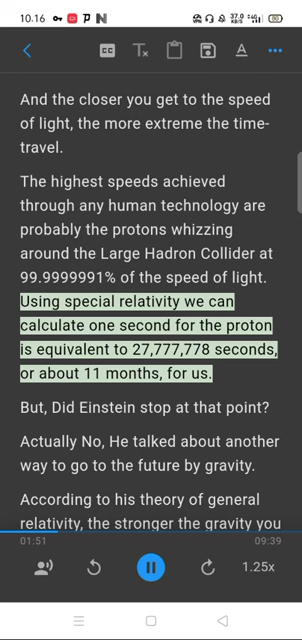 10.16
37.0
KB/S
CC
And the closer you get to the speed
of light, the more extreme the time-
travel.
The highest speeds achieved
through any human technology are
probably the protons whizzing
around the Large Hadron Collider at
99.9999991% of the speed of light.
Using special relativity we can
calculate one second for the proton
is equivalent to 27,777,778 seconds,
or about 11 months, for us.
But, Did Einstein stop at that point?
Actually No, He talked about another
way to go to the future by gravity.
According to his theory of general
relativity, the stronger the gravity you
01:51
09:39
1.25x